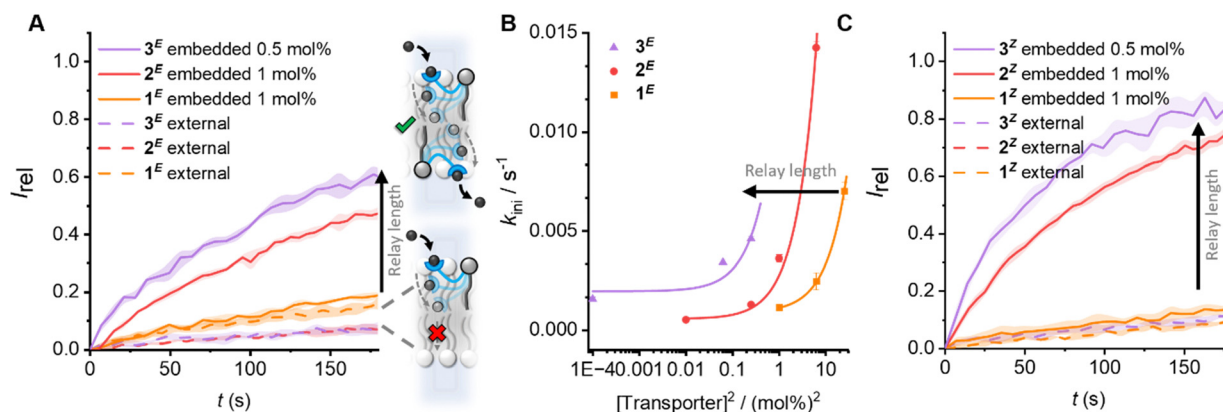 A
I_rel
1.0
0.8
0.6
0.4
0.2
0.0
3^E embedded 0.5 mol%
2^E embedded 1 mol%
1^E embedded 1 mol%
3^E external
2^E external
1^E external
Relay length
0
50
100
150
t (s)
B
k_ini / s⁻¹
0.015
0.010
0.005
0.000
3^E
2^E
1^E
Relay length
1E−4
0.001
0.01
0.1
1
10
[Transporter]² / (mol%)²
C
I_rel
1.0
0.8
0.6
0.4
0.2
0.0
3^Z embedded 0.5 mol%
2^Z embedded 1 mol%
1^Z embedded 1 mol%
3^Z external
2^Z external
1^Z external
Relay length
50
100
150
t (s)